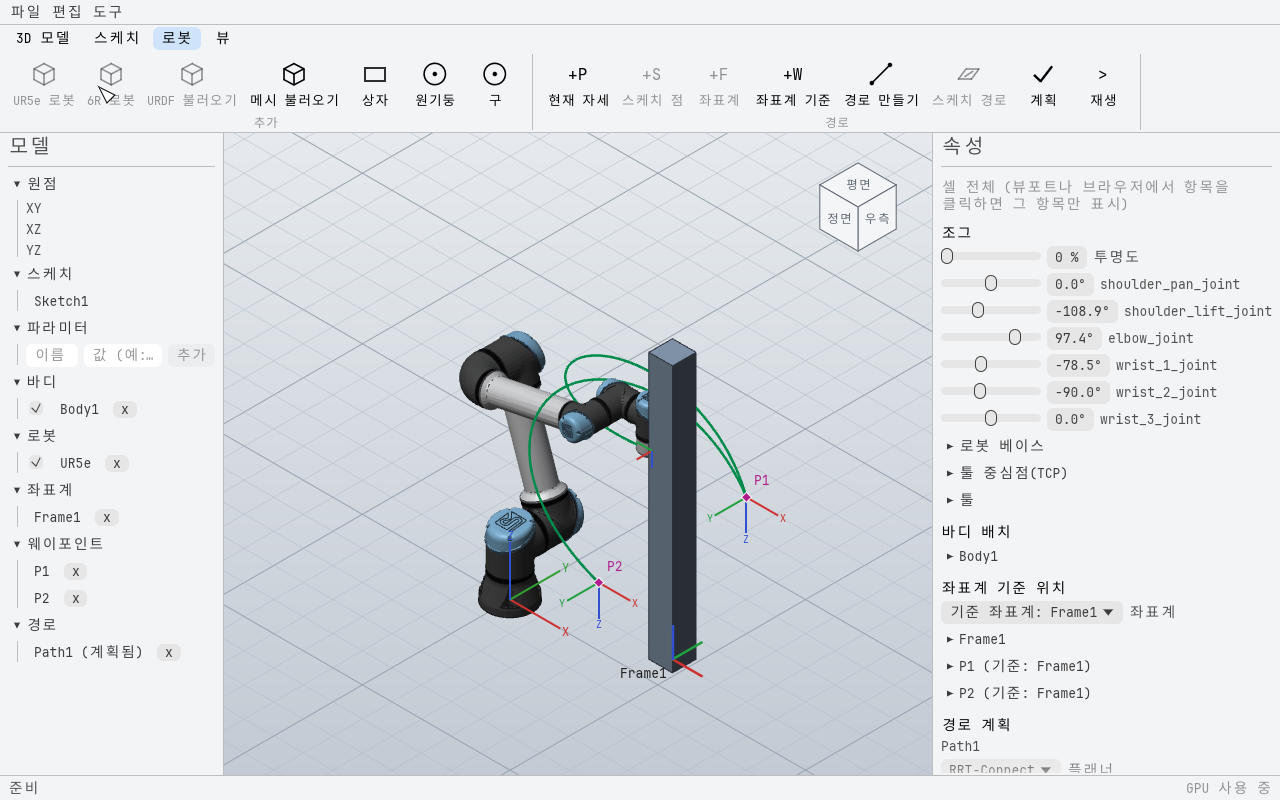 파일 편집 도구
3D 모델 스케치 로봇 뷰
UR5e 로봇 6R 로봇 URDF 불러오기 메시 불러오기 상자 원기둥 구
추가
+P +S +F +W >
현재 자세 스케치 점 좌표계 좌표계 기준 경로 만들기 스케치 경로 계획 재생
경로
모델
▼ 원점
XY
XZ
YZ
▼ 스케치
Sketch1
▼ 파라미터
이름 값 (예:… 추가
▼ 바디
Body1 x
▼ 로봇
UR5e x
▼ 좌표계
Frame1 x
▼ 웨이포인트
P1 x
P2 x
▼ 경로
Path1 (계획됨) x
평면
정면 우측
P1
Y X
Z
P2
Y X
Z
Y
X
Frame1
속성
셀 전체 (뷰포트나 브라우저에서 항목을
클릭하면 그 항목만 표시)
조그
0 % 투명도
0.0° shoulder_pan_joint
-108.9° shoulder_lift_joint
97.4° elbow_joint
-78.5° wrist_1_joint
-90.0° wrist_2_joint
0.0° wrist_3_joint
▶ 로봇 베이스
▶ 툴 중심점(TCP)
▶ 툴
바디 배치
▶ Body1
좌표계 기준 위치
기준 좌표계: Frame1 ▼ 좌표계
▶ Frame1
▶ P1 (기준: Frame1)
▶ P2 (기준: Frame1)
경로 계획
Path1
RRT-Connect ▼ 플래너
준비
GPU 사용 중